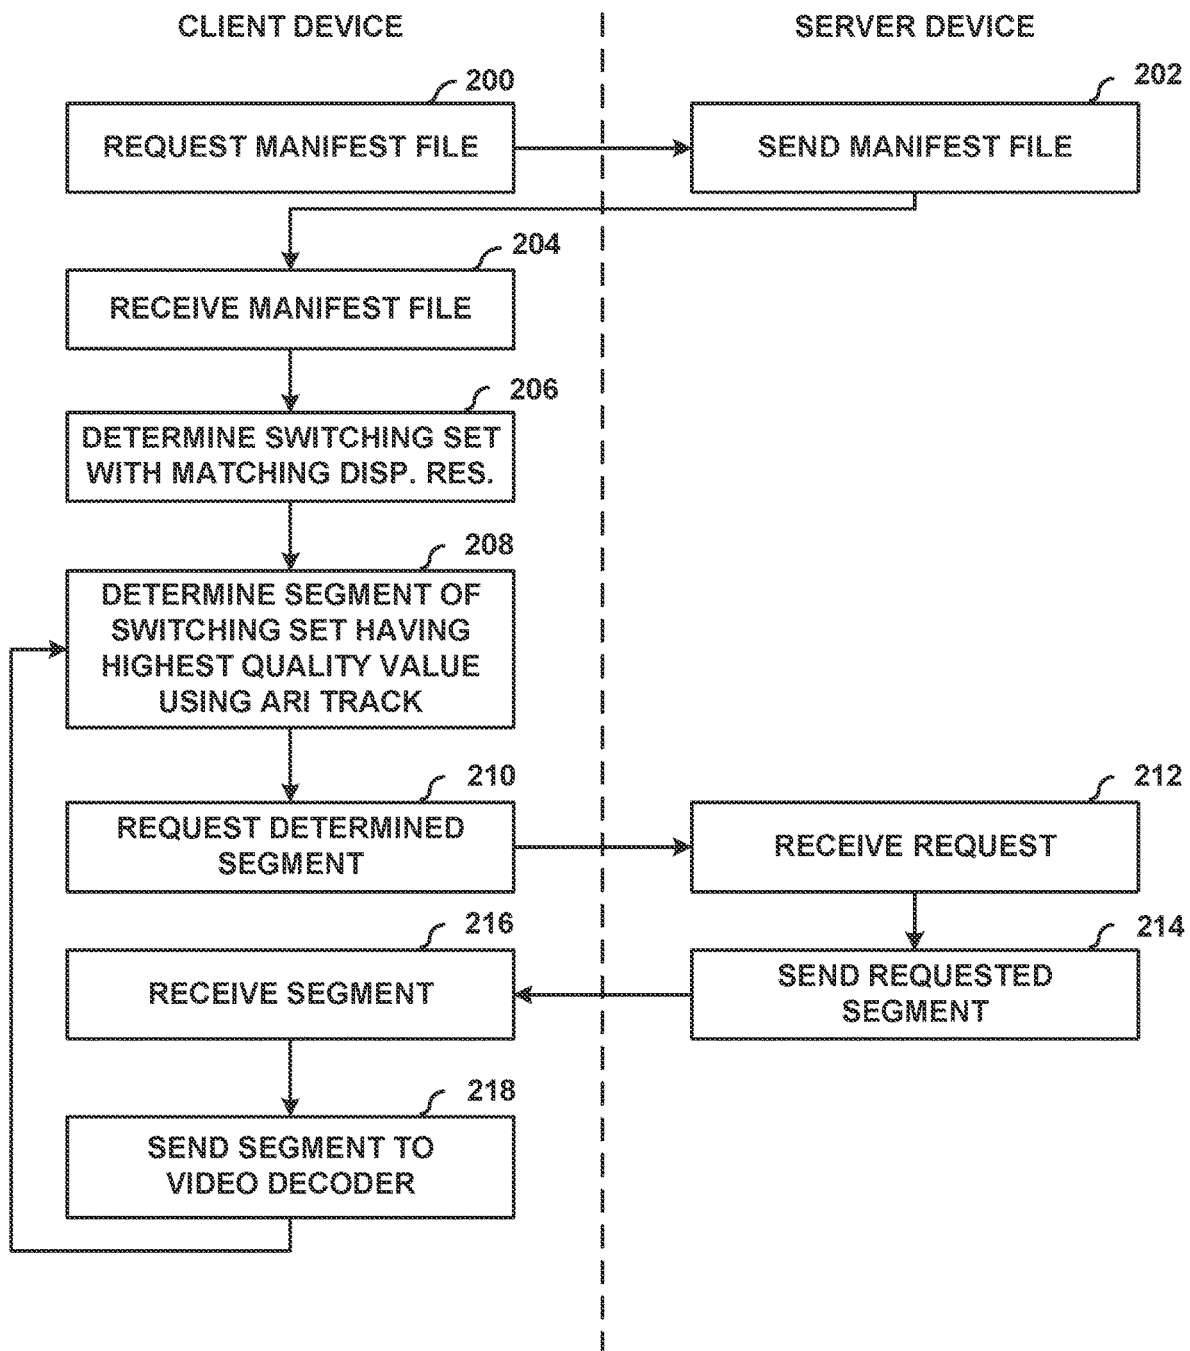 CLIENT DEVICE
SERVER DEVICE
200
REQUEST MANIFEST FILE
202
SEND MANIFEST FILE
204
RECEIVE MANIFEST FILE
206
DETERMINE SWITCHING SET
WITH MATCHING DISP. RES.
208
DETERMINE SEGMENT OF
SWITCHING SET HAVING
HIGHEST QUALITY VALUE
USING ARI TRACK
210
REQUEST DETERMINED
SEGMENT
212
RECEIVE REQUEST
214
SEND REQUESTED
SEGMENT
216
RECEIVE SEGMENT
218
SEND SEGMENT TO
VIDEO DECODER